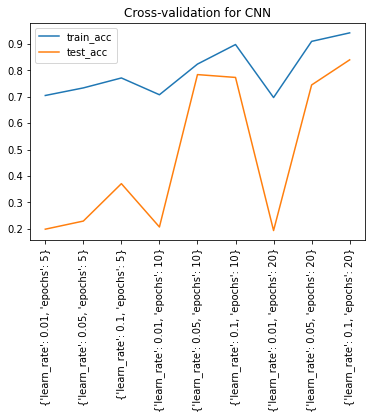 Cross-validation for CNN
train_acc
test_acc
0.9
0.8
0.7
0.6
0.5
0.4
0.3
0.2
{'learn_rate': 0.01, 'epochs': 5}
{'learn_rate': 0.05, 'epochs': 5}
{'learn_rate': 0.1, 'epochs': 5}
{'learn_rate': 0.01, 'epochs': 10}
{'learn_rate': 0.05, 'epochs': 10}
{'learn_rate': 0.1, 'epochs': 10}
{'learn_rate': 0.01, 'epochs': 20}
{'learn_rate': 0.05, 'epochs': 20}
{'learn_rate': 0.1, 'epochs': 20}